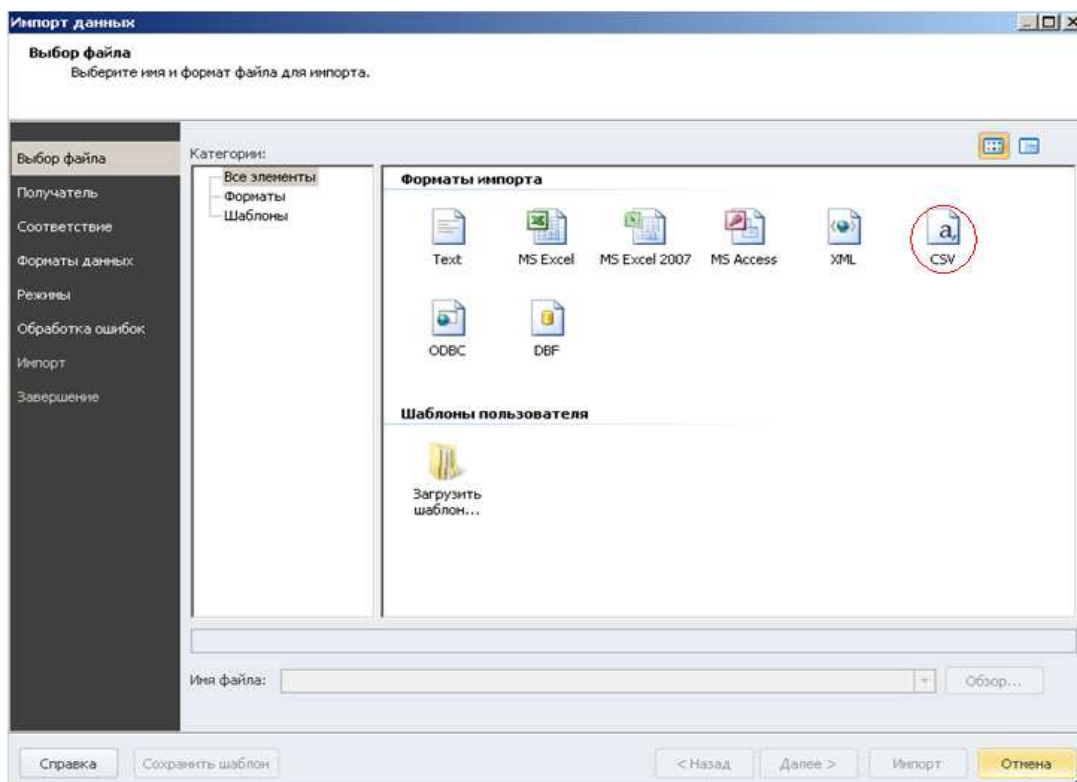 Импорт данных
Выбор файла
Выберите имя и формат файла для импорта.
Выбор файла
Получатель
Соответствие
Форматы данных
Режимы
Обработка ошибок
Импорт
Завершение
Категории:
Все элементы
Форматы
Шаблоны
Форматы импорта
Text
MS Excel
MS Excel 2007
MS Access
XML
a,
CSV
ODBC
DBF
Шаблоны пользователя
Загрузить
шаблон...
Имя файла:
Обзор...
Справка
Сохранить шаблон
< Назад
Далее >
Импорт
Отмена